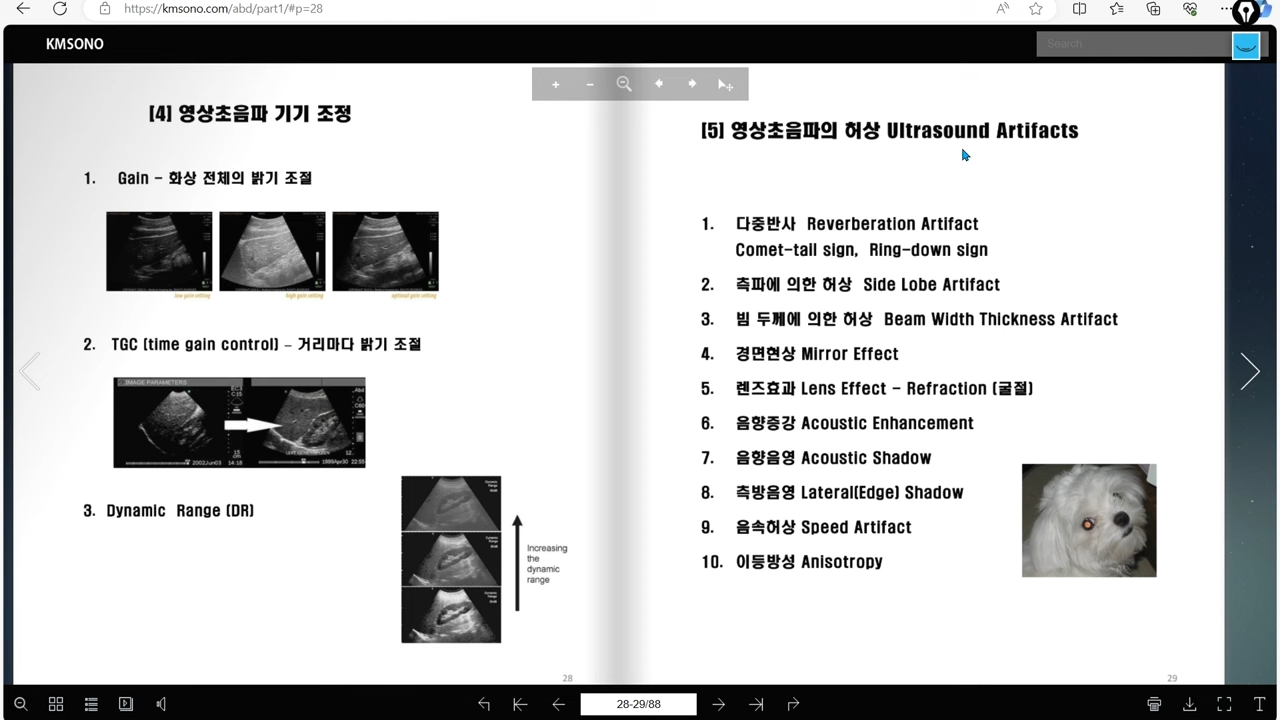 https://kmsono.com/abd/part1/#p=28
KMSONO
Search
[4] 영상초음파 기기 조정
1. Gain - 화상 전체의 밝기 조절
low gain setting
high gain setting
optimal gain setting
2. TGC (time gain control) – 거리마다 밝기 조절
IMAGE PARAMETERS
2002Jun03 14:15
1999Apr30 22:55
3. Dynamic Range (DR)
Increasing
the
dynamic
range
28
[5] 영상초음파의 허상 Ultrasound Artifacts
1. 다중반사 Reverberation Artifact
Comet-tail sign, Ring-down sign
2. 측파에 의한 허상 Side Lobe Artifact
3. 빔 두께에 의한 허상 Beam Width Thickness Artifact
4. 경면현상 Mirror Effect
5. 렌즈효과 Lens Effect - Refraction (굴절)
6. 음향증강 Acoustic Enhancement
7. 음향음영 Acoustic Shadow
8. 측방음영 Lateral(Edge) Shadow
9. 음속허상 Speed Artifact
10. 이등방성 Anisotropy
29
28-29/88